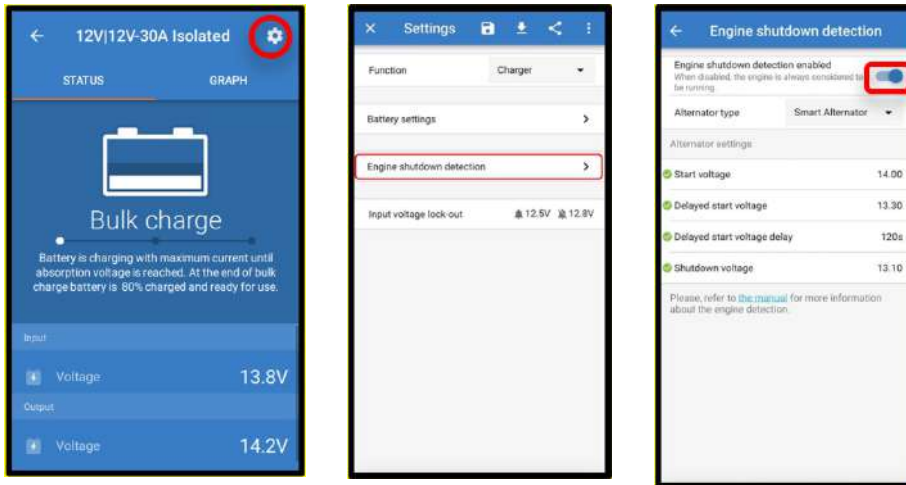 12V|12V-30A Isolated
STATUS GRAPH
Bulk charge
Battery is charging with maximum current until
absorption voltage is reached. At the end of bulk
charge battery is 80% charged and ready for use.
Input
Voltage 13.8V
Output
Voltage 14.2V
Settings
Function Charger
Battery settings
Engine shutdown detection
Input voltage lock-out 12.5V 12.8V
Engine shutdown detection
Engine shutdown detection enabled
When disabled, the engine is always considered to
be running
Alternator type Smart Alternator
Alternator settings
Start voltage 14.00
Delayed start voltage 13.30
Delayed start voltage delay 120s
Shutdown voltage 13.10
Please, refer to the manual for more information
about the engine detection.